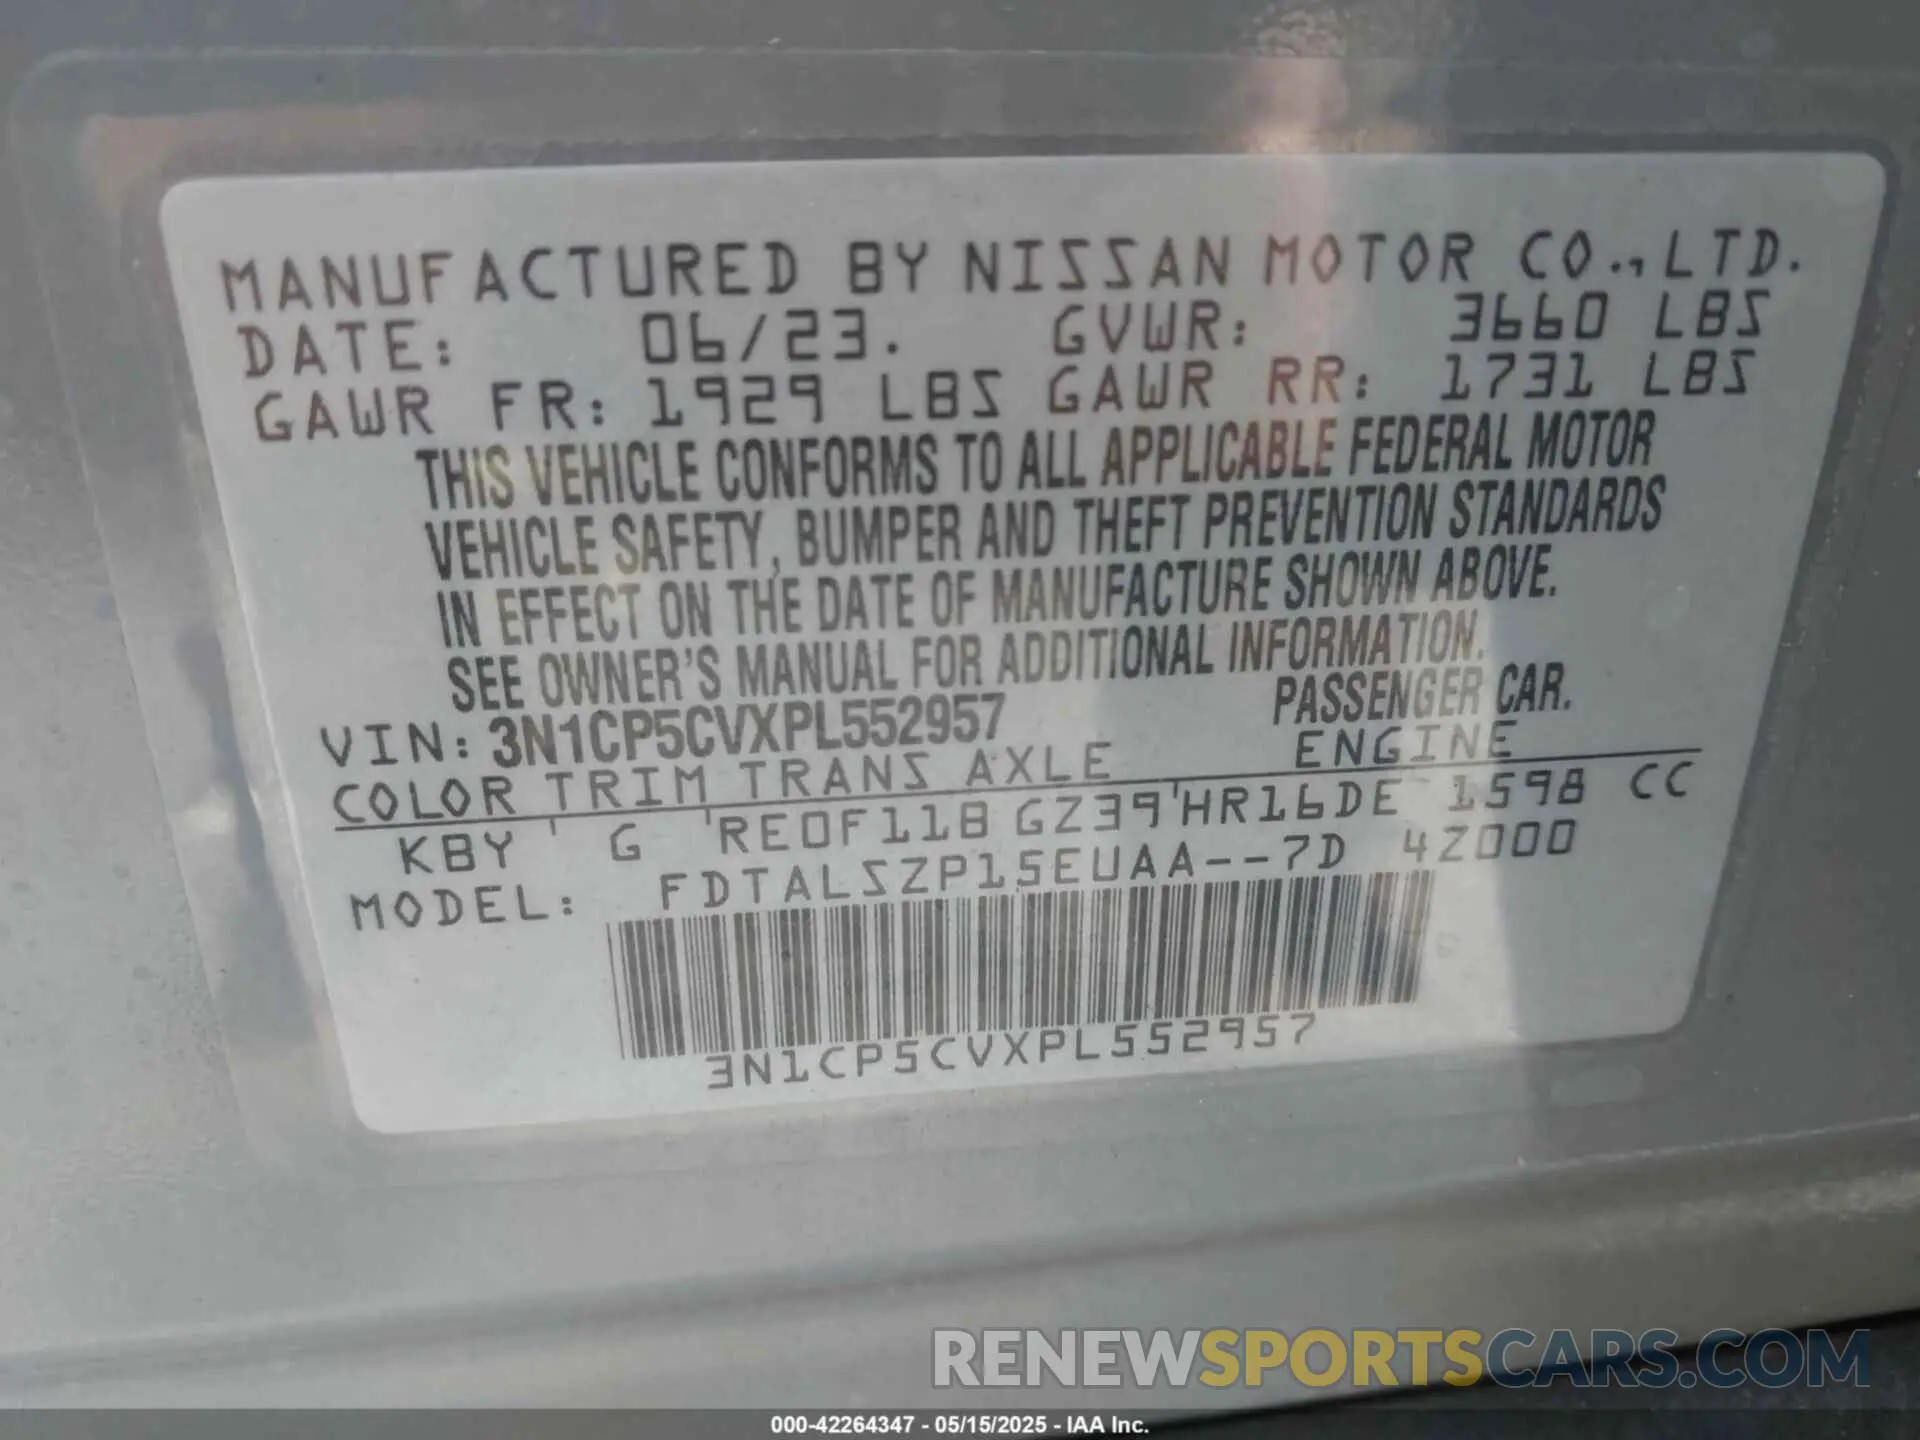 MANUFACTURED BY NISSAN MOTOR CO.,LTD.
DATE: 06/23. GVWR: 3660 LBS
GAWR FR: 1929 LBS GAWR RR: 1731 LBS
THIS VEHICLE CONFORMS TO ALL APPLICABLE FEDERAL MOTOR
VEHICLE SAFETY, BUMPER AND THEFT PREVENTION STANDARDS
IN EFFECT ON THE DATE OF MANUFACTURE SHOWN ABOVE.
SEE OWNER'S MANUAL FOR ADDITIONAL INFORMATION.
VIN: 3N1CP5CVXPL552957 PASSENGER CAR.
COLOR TRIM TRANS AXLE ENGINE
KBY G RE0F11B GZ39 HR16DE 1598 CC
MODEL: FDTALSZP15EUAA--7D 4Z000
3N1CP5CVXPL552957
RENEWSPORTSCARS.COM
000-42264347 - 05/15/2025 - IAA Inc.